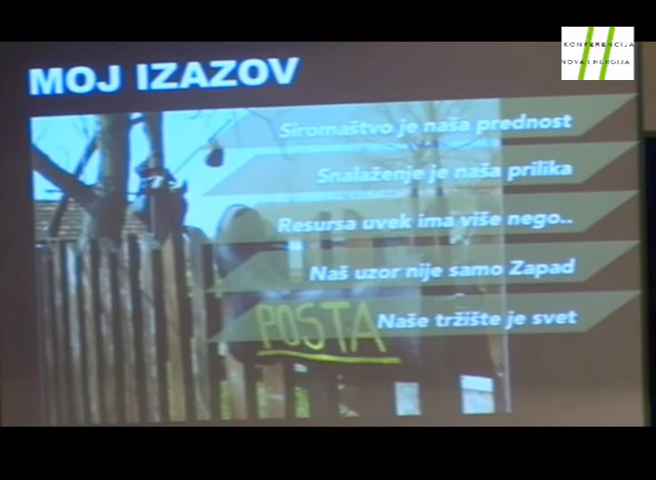 KONFERENCIJA
NOVA ENERGIJA
MOJ IZAZOV
Siromaštvo je naša prednost
Snalaženje je naša prilika
Resursa uvek ima više nego..
Naš uzor nije samo Zapad
POSTA
Naše tržište je svet